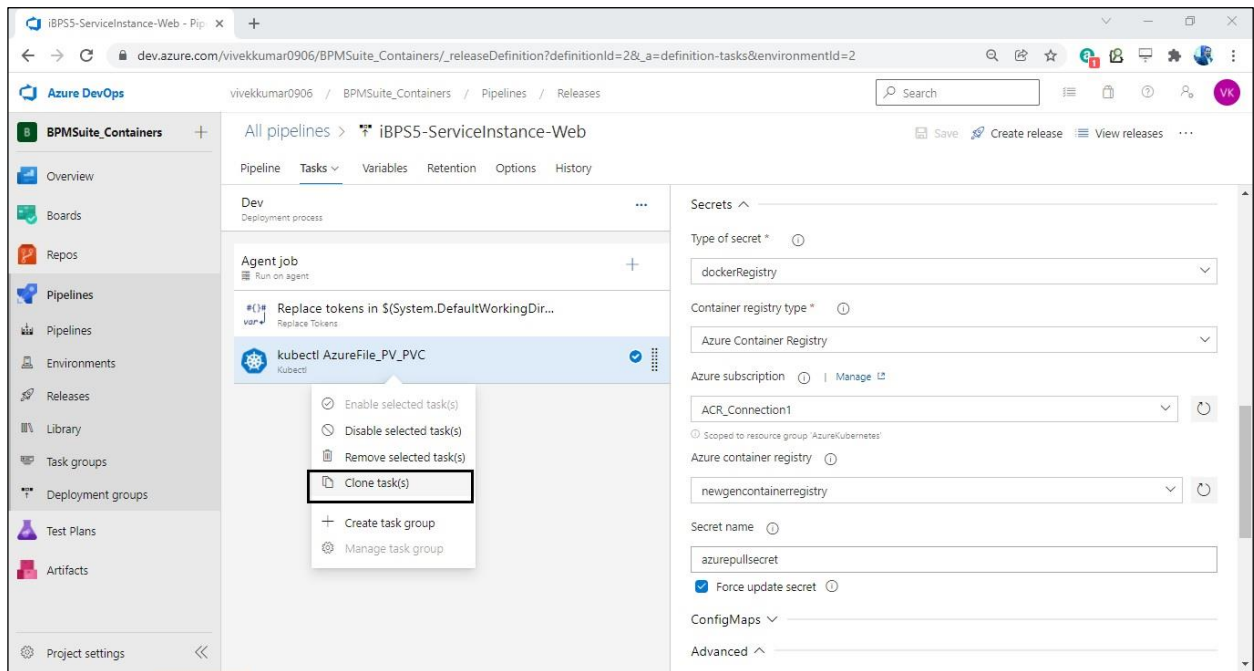 iBPS5-ServiceInstance-Web - Pip
dev.azure.com/vivekkumar0906/BPMSuite_Containers/_releaseDefinition?definitionId=2&_a=definition-tasks&environmentId=2
1
Azure DevOps
vivekkumar0906 / BPMSuite_Containers / Pipelines / Releases
Search
VK
B BPMSuite_Containers
All pipelines > iBPS5-ServiceInstance-Web
Save Create release View releases ...
Pipeline Tasks Variables Retention Options History
Overview
Boards
Repos
Pipelines
Pipelines
Environments
Releases
Library
Task groups
Deployment groups
Test Plans
Artifacts
Project settings
Dev
Deployment process
Agent job
Run on agent
#{}#
var
Replace tokens in $(System.DefaultWorkingDir...
Replace Tokens
kubectl AzureFile_PV_PVC
Kubectl
Enable selected task(s)
Disable selected task(s)
Remove selected task(s)
Clone task(s)
Create task group
Manage task group
Secrets
Type of secret *
dockerRegistry
Container registry type *
Azure Container Registry
Azure subscription | Manage
ACR_Connection1
Scoped to resource group 'AzureKubernetes'
Azure container registry
newgencontainerregistry
Secret name
azurepullsecret
Force update secret
ConfigMaps
Advanced